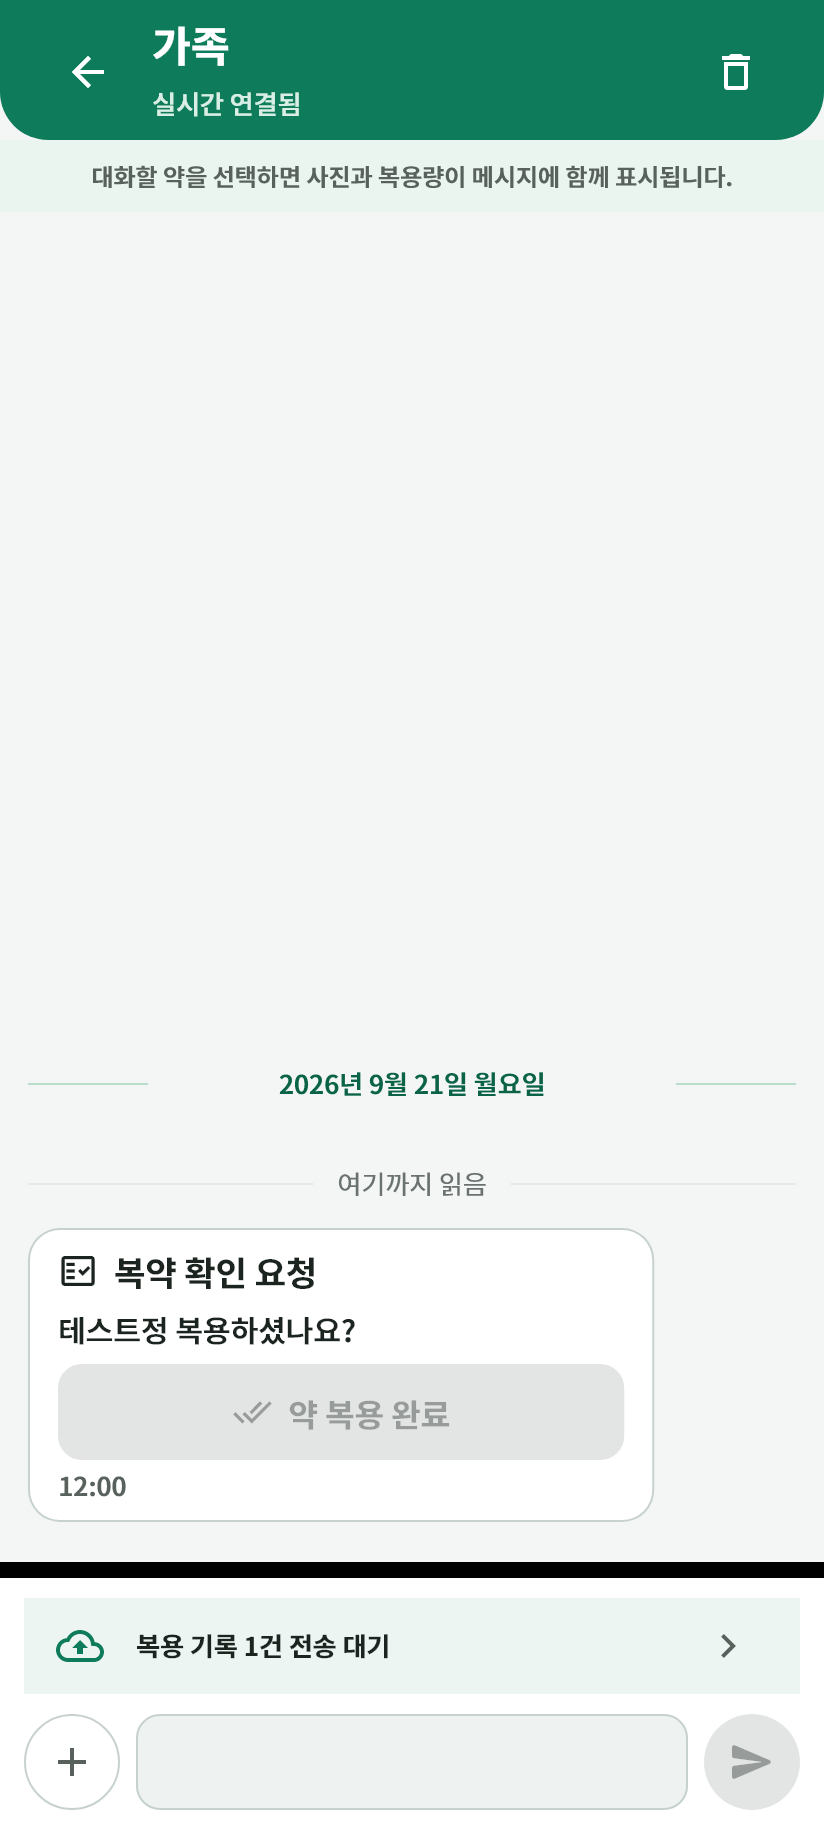 가족
실시간 연결됨
대화할 약을 선택하면 사진과 복용량이 메시지에 함께 표시됩니다.
2026년 9월 21일 월요일
여기까지 읽음
복약 확인 요청
테스트정 복용하셨나요?
약 복용 완료
12:00
복용 기록 1건 전송 대기